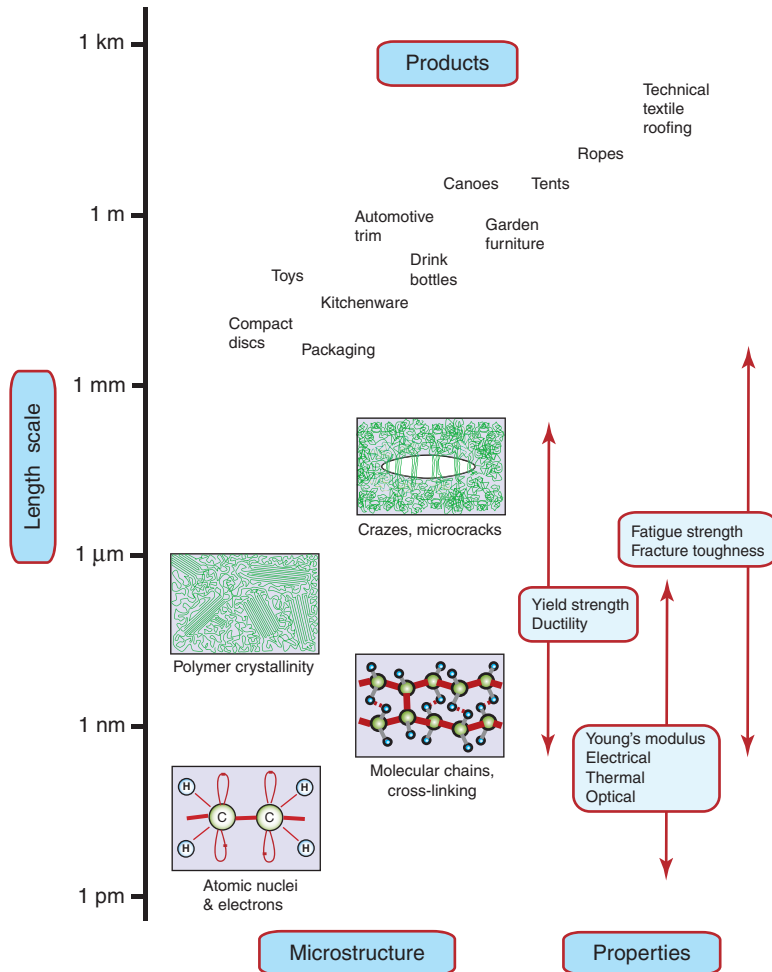 1 km
Products
Technical
textile
roofing
Ropes
Canoes
Tents
1 m
Automotive
trim
Garden
furniture
Drink
bottles
Toys
Kitchenware
Compact
discs
Packaging
1 mm
Length scale
Crazes, microcracks
Fatigue strength
Fracture toughness
1 μm
Yield strength
Ductility
Polymer crystallinity
1 nm
Molecular chains,
cross-linking
Young's modulus
Electrical
Thermal
Optical
H
H
C
C
H
H
Atomic nuclei
& electrons
1 pm
Microstructure
Properties